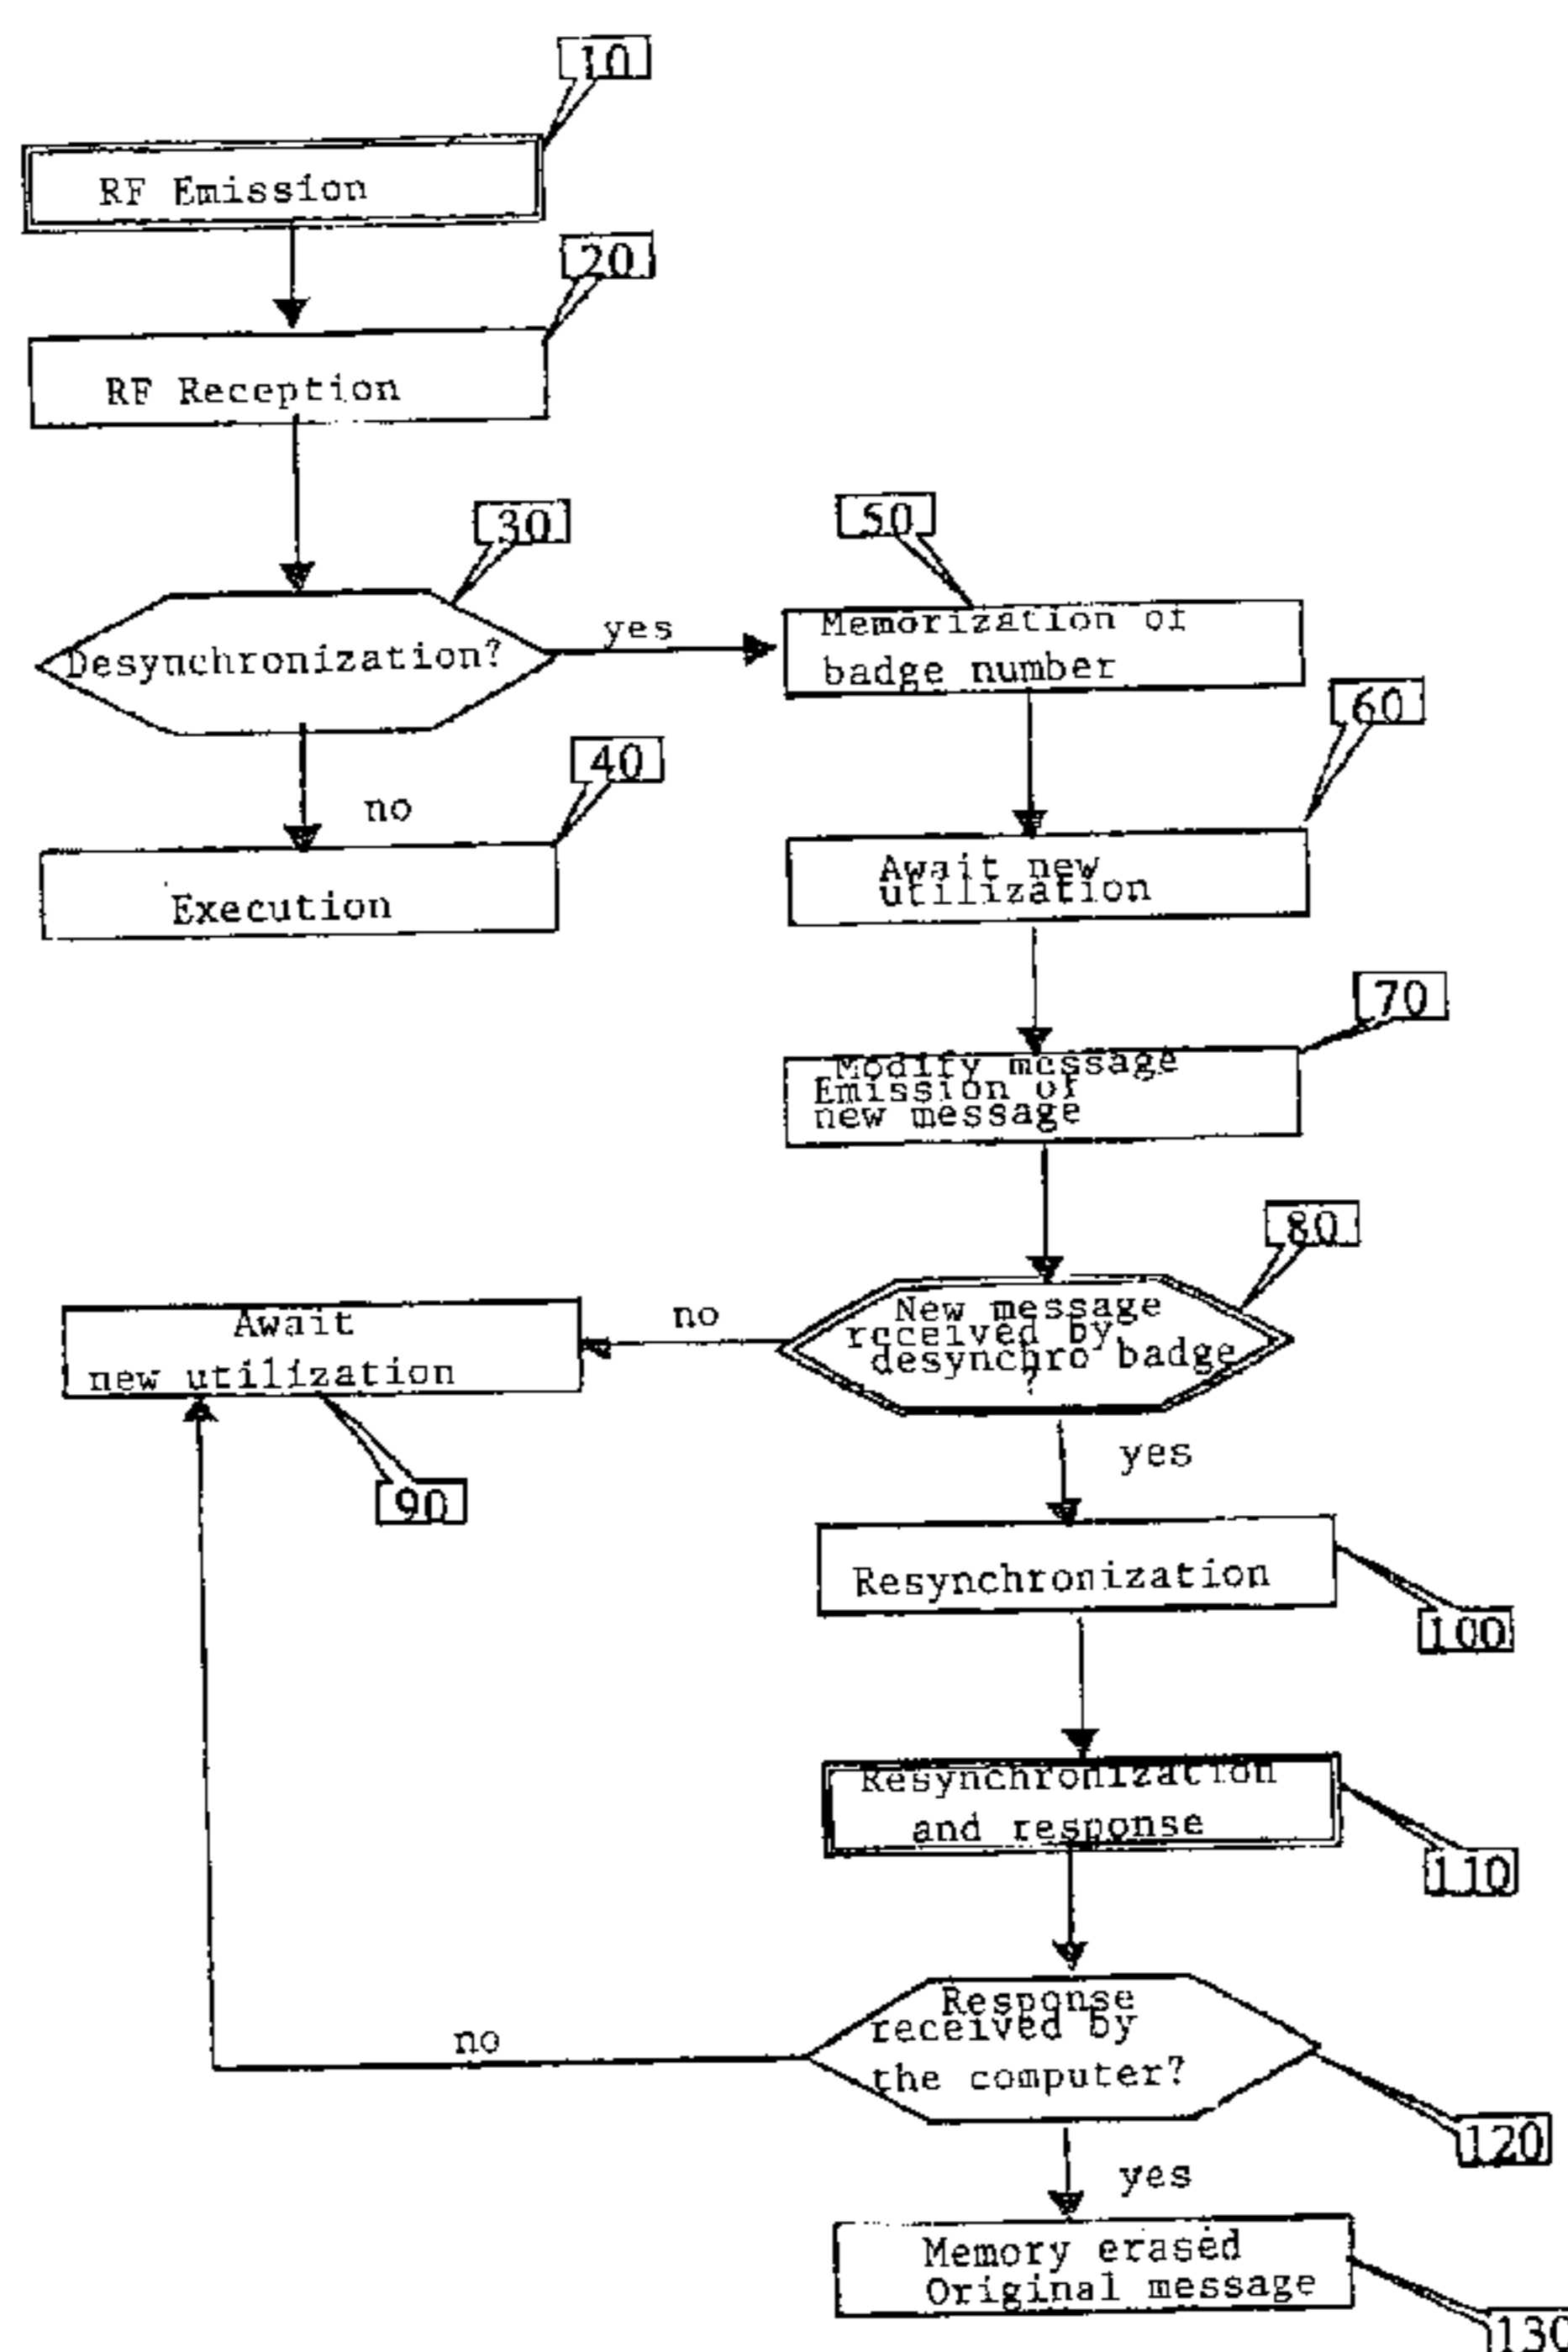 10
RF Emission
20
RF Reception
30
Desynchronization?
yes
no
40
Execution
50
Memorization of
badge number
60
Await new
utilization
70
Modify message
Emission of
new message
80
New message
received by
desynchro badge
?
no
Await
new utilization
90
yes
Resynchronization
100
Resynchronization
and response
110
Response
received by
the computer?
no
120
yes
Memory erased
Original message
130